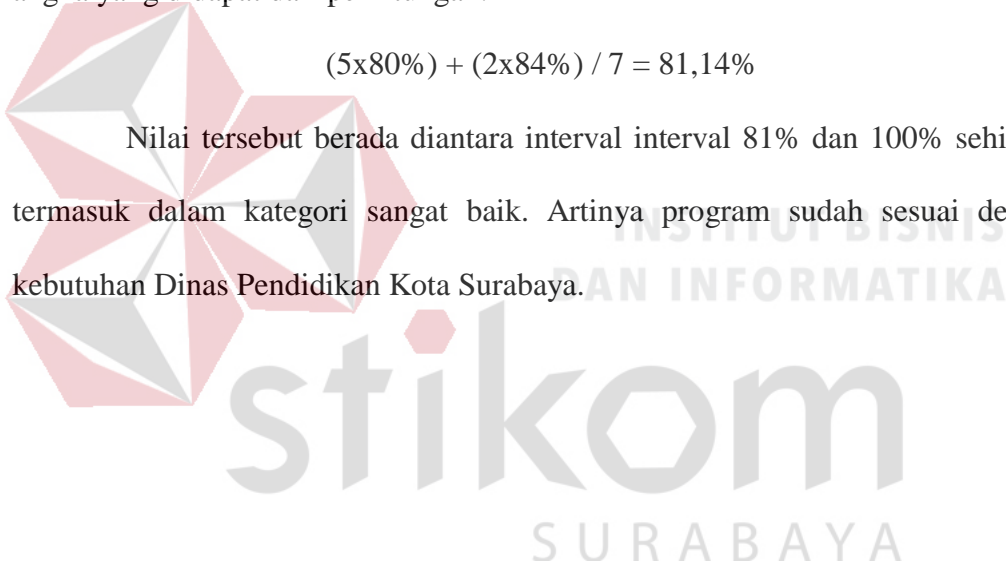 (5x80%) + (2x84%) / 7 = 81,14%
Nilai tersebut berada diantara interval interval 81% dan 100% sehi
termasuk dalam kategori sangat baik. Artinya program sudah sesuai de
kebutuhan Dinas Pendidikan Kota Surabaya.
INSTITUT BISNIS
DAN INFORMATIKA
stikom
SURABAYA